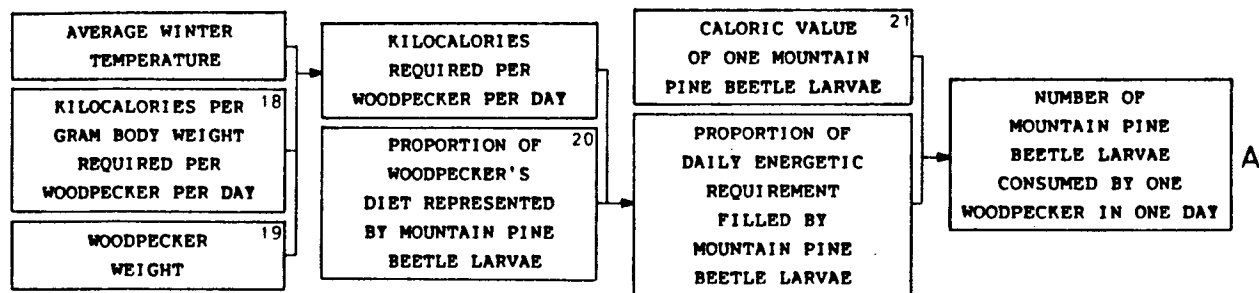 AVERAGE WINTER
TEMPERATURE
KILOCALORIES PER 18
GRAM BODY WEIGHT
REQUIRED PER
WOODPECKER PER DAY
WOODPECKER 19
WEIGHT
KILOCALORIES
REQUIRED PER
WOODPECKER PER DAY
PROPORTION OF 20
WOODPECKER'S
DIET REPRESENTED
BY MOUNTAIN PINE
BEETLE LARVAE
CALORIC VALUE 21
OF ONE MOUNTAIN
PINE BEETLE LARVAE
PROPORTION OF
DAILY ENERGETIC
REQUIREMENT
FILLED BY
MOUNTAIN PINE
BEETLE LARVAE
NUMBER OF
MOUNTAIN PINE
BEETLE LARVAE
CONSUMED BY ONE
WOODPECKER IN ONE DAY
A